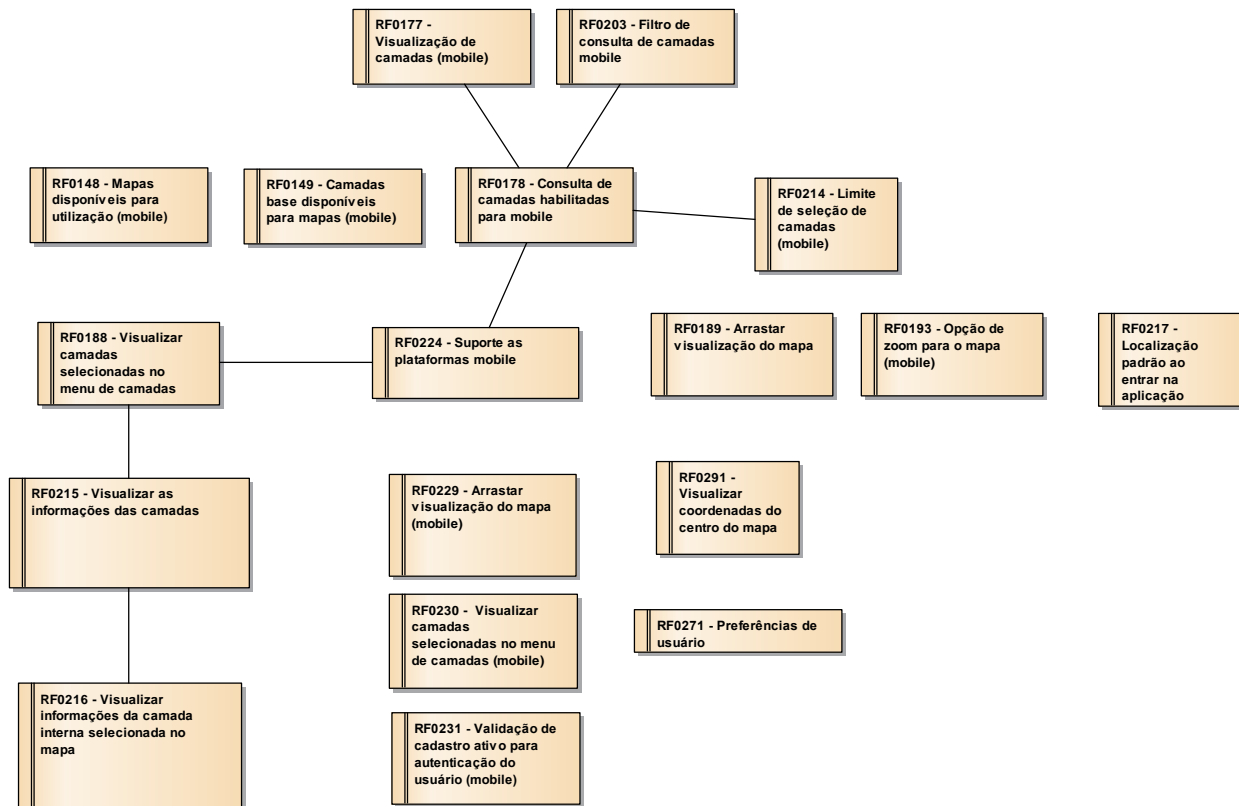 RF0177 -
Visualização de
camadas (mobile)
RF0203 - Filtro de
consulta de camadas
mobile
RF0148 - Mapas
disponíveis para
utilização (mobile)
RF0149 - Camadas
base disponíveis
para mapas (mobile)
RF0178 - Consulta de
camadas habilitadas
para mobile
RF0214 - Limite
de seleção de
camadas
(mobile)
RF0188 - Visualizar
camadas
selecionadas no
menu de camadas
RF0224 - Suporte as
plataformas mobile
RF0189 - Arrastar
visualização do mapa
RF0193 - Opção de
zoom para o mapa
(mobile)
RF0217 -
Localização
padrão ao
entrar na
aplicação
RF0215 - Visualizar as
informações das camadas
RF0229 - Arrastar
visualização do mapa
(mobile)
RF0291 -
Visualizar
coordenadas do
centro do mapa
RF0230 - Visualizar
camadas
selecionadas no menu
de camadas (mobile)
RF0271 - Preferências de
usuário
RF0216 - Visualizar
informações da camada
interna selecionada no
mapa
RF0231 - Validação de
cadastro ativo para
autenticação do
usuário (mobile)